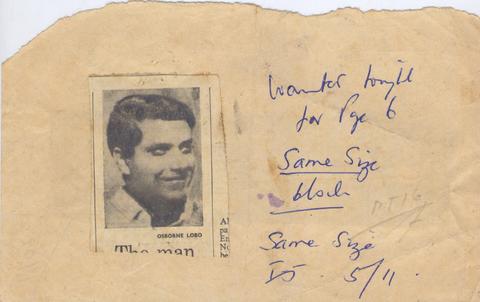 OSBORNE LOBO
The man
wanted tonight
for Page 6
Same Size
block
Same Size
5/11.